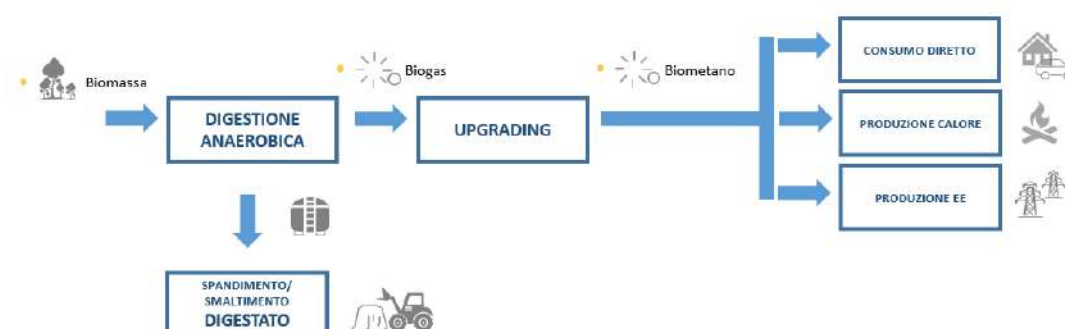 Biomassa
DIGESTIONE
ANAEROBICA
Biogas
UPGRADING
Biometano
CONSUMO DIRETTO
PRODUZIONE CALORE
PRODUZIONE EE
SPANDIMENTO/
SMALTIMENTO
DIGESTATO